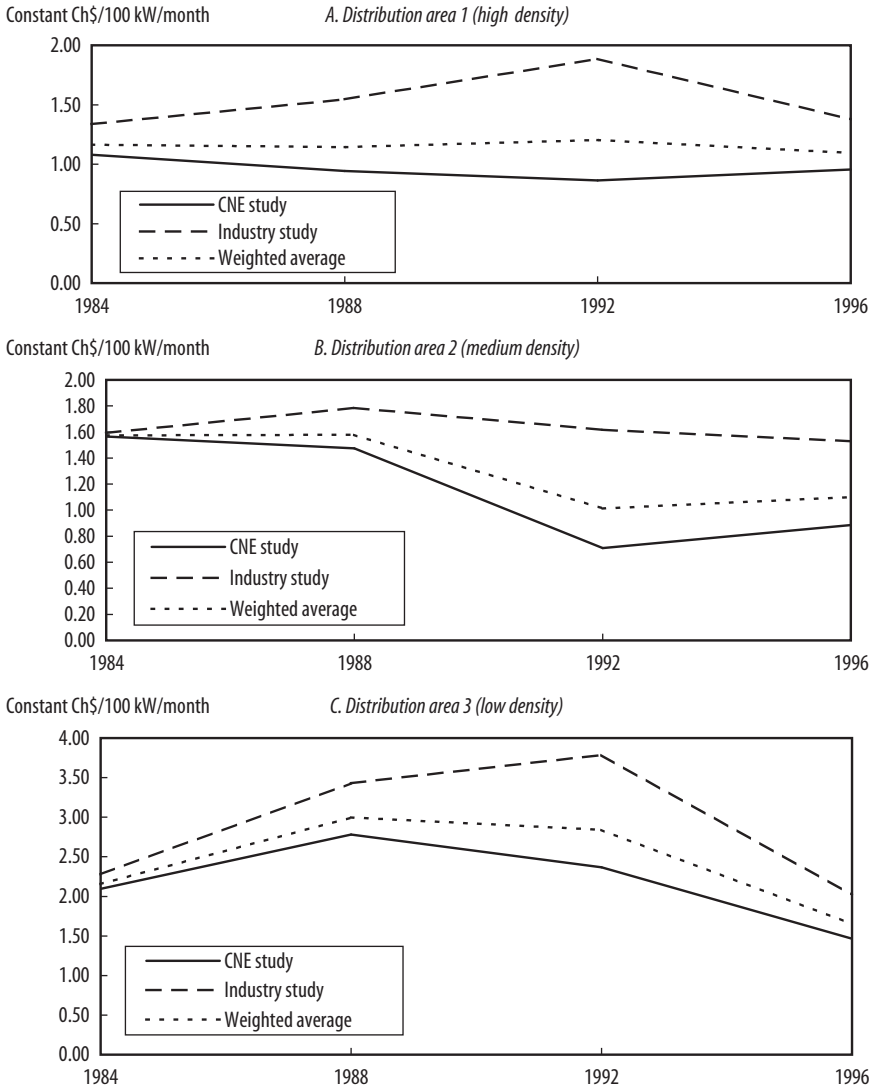 Constant Ch$/100 kW/month
A. Distribution area 1 (high density)
2.00
1.50
1.00
0.50
0.00
CNE study
Industry study
Weighted average
1984 1988 1992 1996
Constant Ch$/100 kW/month
B. Distribution area 2 (medium density)
2.00
1.80
1.60
1.40
1.20
1.00
0.80
0.60
0.40
0.20
0.00
CNE study
Industry study
Weighted average
1984 1988 1992 1996
Constant Ch$/100 kW/month
C. Distribution area 3 (low density)
4.00
3.50
3.00
2.50
2.00
1.50
1.00
0.50
0.00
CNE study
Industry study
Weighted average
1984 1988 1992 1996